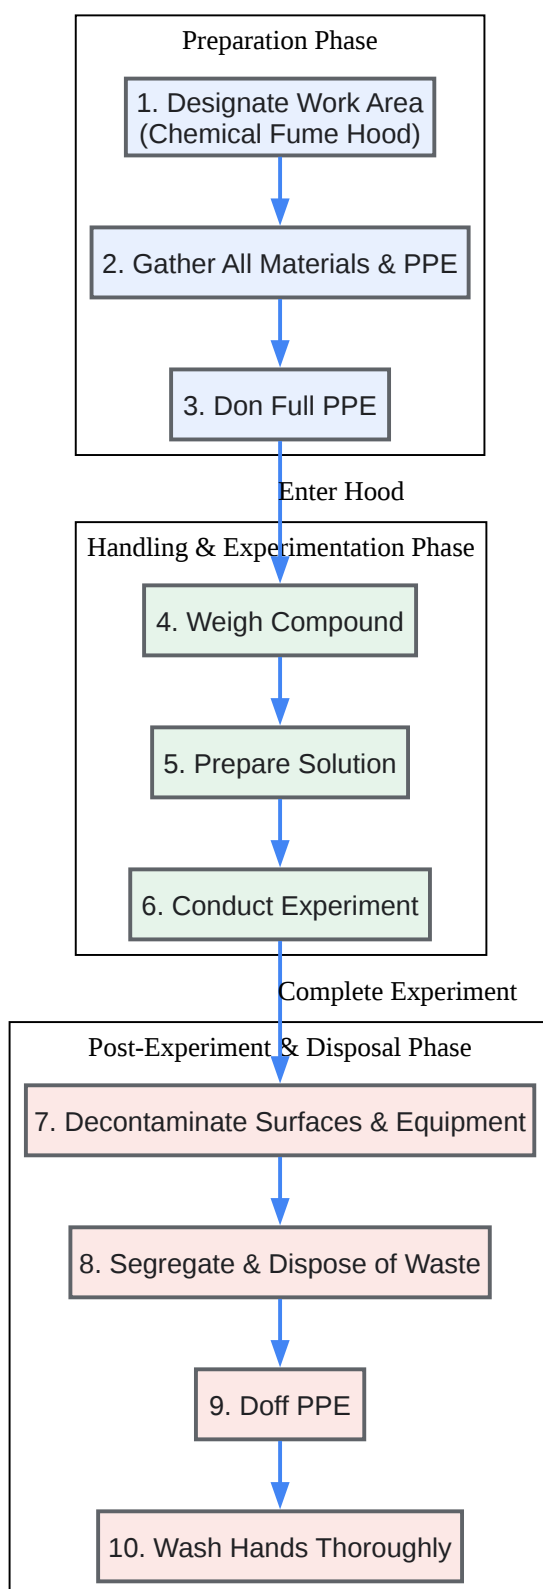 Preparation Phase
1. Designate Work Area
(Chemical Fume Hood)
2. Gather All Materials & PPE
3. Don Full PPE
Enter Hood
Handling & Experimentation Phase
4. Weigh Compound
5. Prepare Solution
6. Conduct Experiment
Complete Experiment
Post-Experiment & Disposal Phase
7. Decontaminate Surfaces & Equipment
8. Segregate & Dispose of Waste
9. Doff PPE
10. Wash Hands Thoroughly